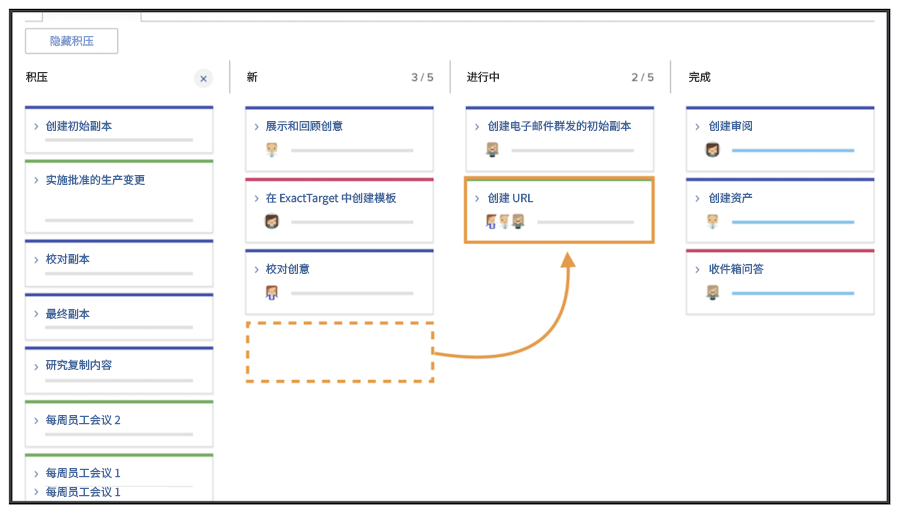 隐藏积压
积压
×
创建初始副本
实施批准的生产变更
校对副本
最终副本
研究复制内容
每周员工会议 2
每周员工会议 1
每周员工会议 1
新
3 / 5
展示和回顾创意
在 ExactTarget 中创建模板
校对创意
进行中
2 / 5
创建电子邮件群发的初始副本
创建 URL
完成
创建审阅
创建资产
收件箱问答